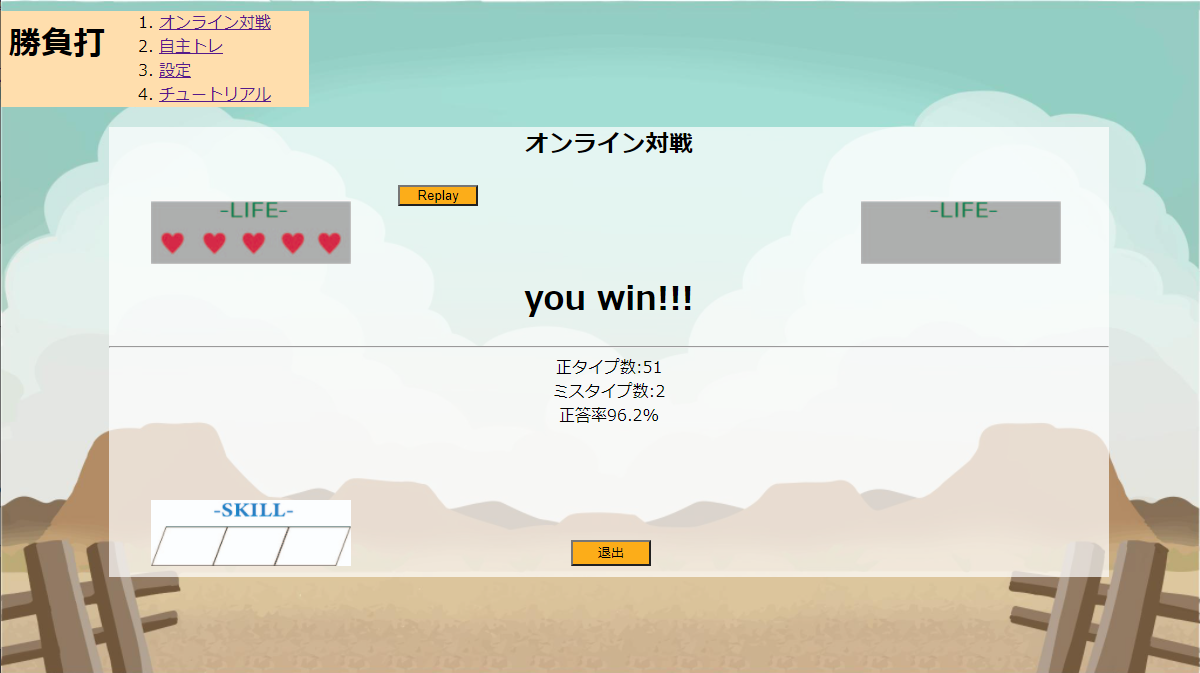 勝負打
1. オンライン対戦
2. 自主トレ
3. 設定
4. チュートリアル
オンライン対戦
Replay
-LIFE-
-LIFE-
you win!!!
正タイプ数:51
ミスタイプ数:2
正答率96.2%
-SKILL-
退出